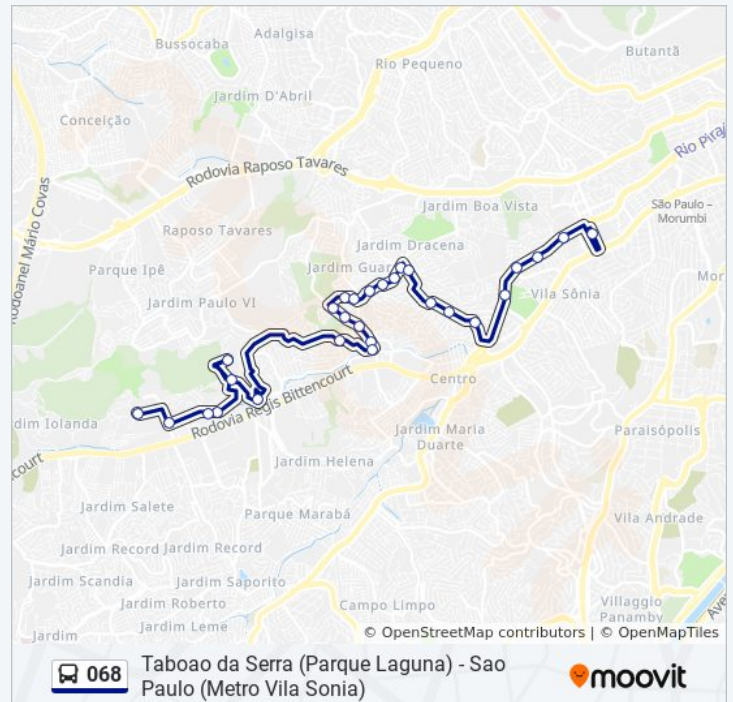 Bussocaba
Adalgisa
Rio Pequeno
Butantã
Jardim D'Abril
Conceição
Rio Piraj
Rodovia Raposo Tavares
São Paulo –
Morumbi
Jardim Boa Vista
Raposo Tavares
Jardim Dracena
Rodoanel Mário Covas
Parque Ipê
Jardim Guar
Mor
Jardim Paulo VI
Vila Sônia
Centro
Rodovia Régis Bittencourt
dim Iolanda
Jardim Maria
Duarte
Paraisópolis
court
Jardim Helena
Jardim Salete
Parque Marabá
Vila Andrade
Jardim Record
Jardim Record
Jardim Scandia
Jardim Saporito
Jardim Roberto
Campo Limpo
Villaggio
Panamby
Ave
Jardim Leme
Jardim
© OpenStreetMap contributors | © OpenMapTiles
068
Taboao da Serra (Parque Laguna) - Sao
Paulo (Metro Vila Sonia)
moovit